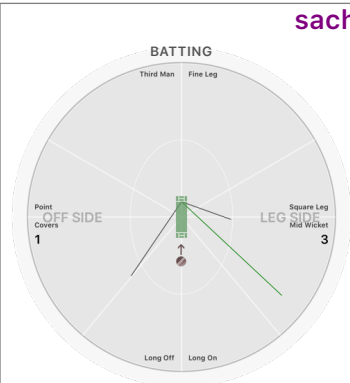 sach
BATTING
Third Man Fine Leg
Point
Square Leg
OFF SIDE
LEG SIDE
Covers
Mid Wicket
1
3
Long Off Long On